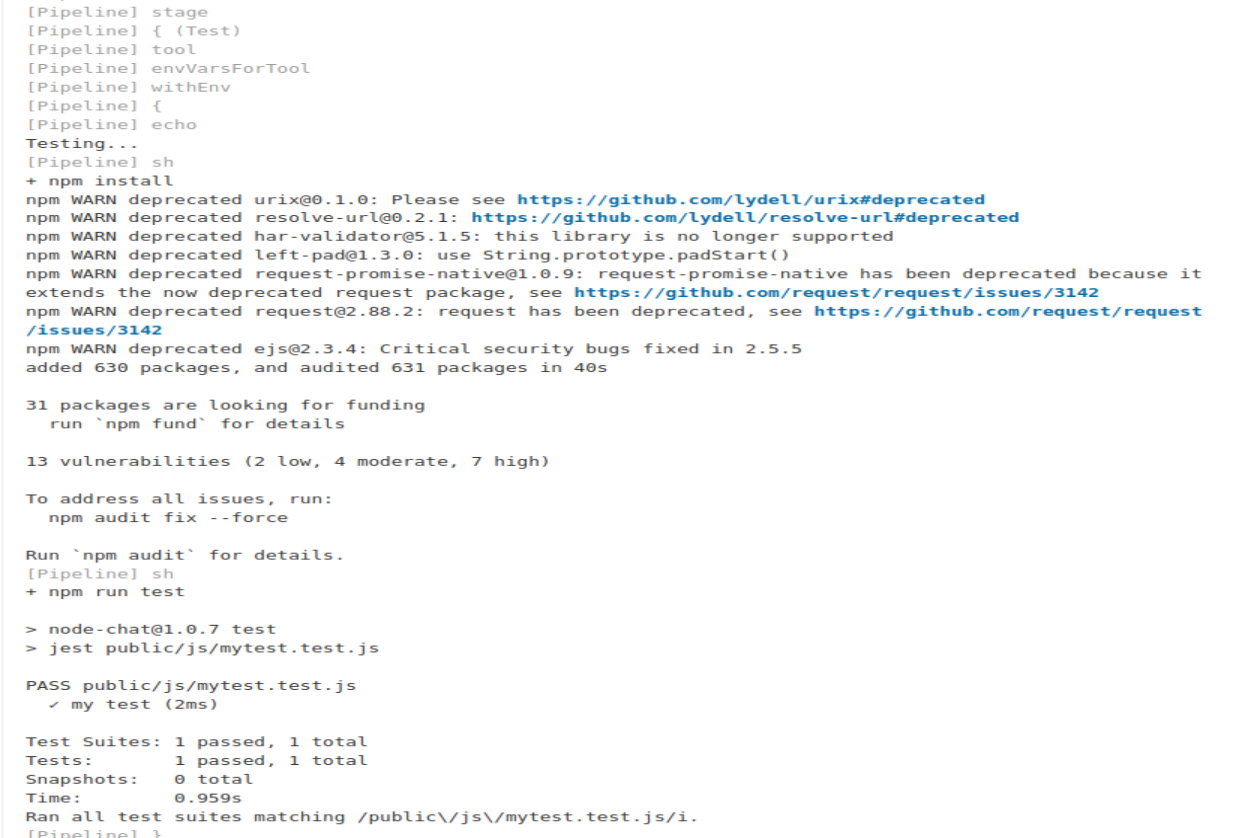 [Pipeline] stage
[Pipeline] { (Test)
[Pipeline] tool
[Pipeline] envVarsForTool
[Pipeline] withEnv
[Pipeline] {
[Pipeline] echo
Testing...
[Pipeline] sh
+ npm install
npm WARN deprecated urix@0.1.0: Please see https://github.com/lydell/urix#deprecated
npm WARN deprecated resolve-url@0.2.1: https://github.com/lydell/resolve-url#deprecated
npm WARN deprecated har-validator@5.1.5: this library is no longer supported
npm WARN deprecated left-pad@1.3.0: use String.prototype.padStart()
npm WARN deprecated request-promise-native@1.0.9: request-promise-native has been deprecated because it
extends the now deprecated request package, see https://github.com/request/request/issues/3142
npm WARN deprecated request@2.88.2: request has been deprecated, see https://github.com/request/request
/issues/3142
npm WARN deprecated ejs@2.3.4: Critical security bugs fixed in 2.5.5
added 630 packages, and audited 631 packages in 40s
31 packages are looking for funding
  run `npm fund` for details
13 vulnerabilities (2 low, 4 moderate, 7 high)
To address all issues, run:
  npm audit fix --force
Run `npm audit` for details.
[Pipeline] sh
+ npm run test
> node-chat@1.0.7 test
> jest public/js/mytest.test.js
PASS public/js/mytest.test.js
  ✓ my test (2ms)
Test Suites: 1 passed, 1 total
Tests:       1 passed, 1 total
Snapshots:   0 total
Time:        0.959s
Ran all test suites matching /public\/js\/mytest.test.js/i.
[Pipeline] }